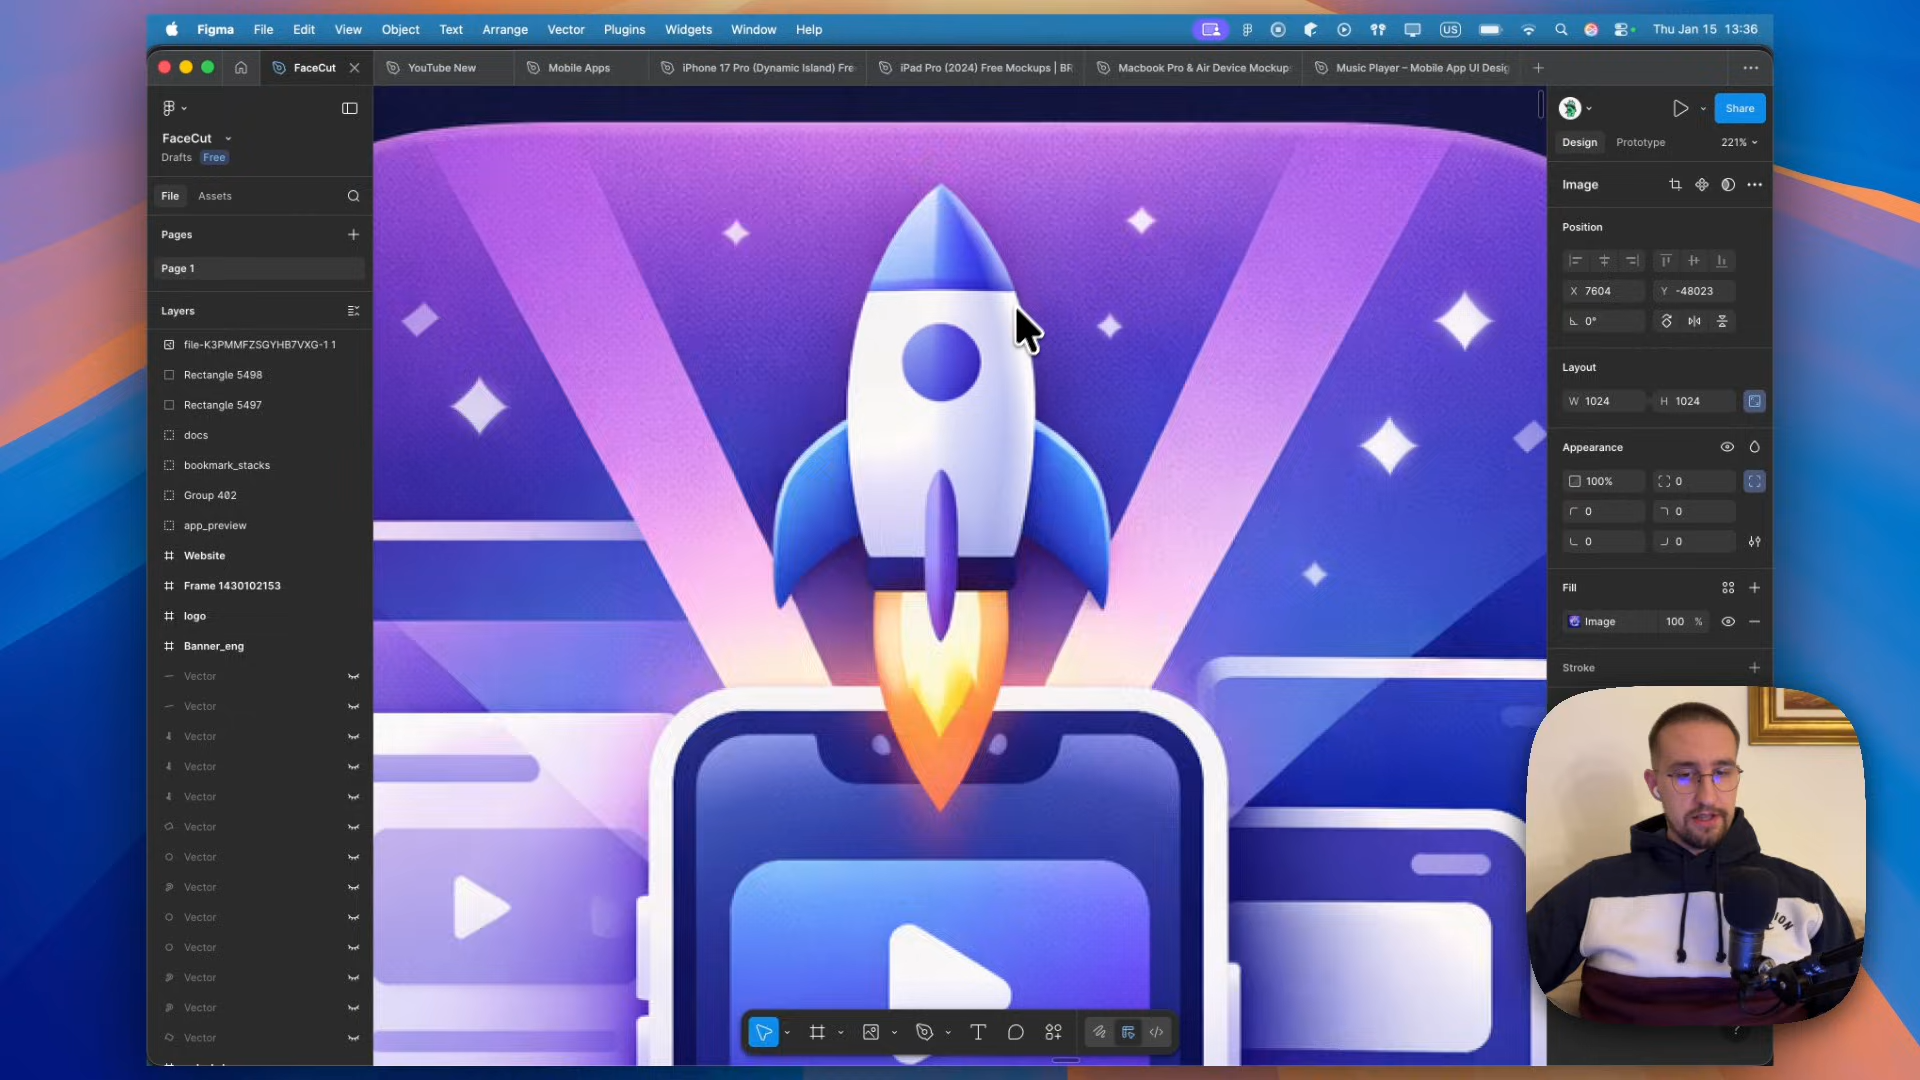 Figma File Edit View Object Text Arrange Vector Plugins Widgets Window Help US Thu Jan 15 13:36
FaceCut YouTube New Mobile Apps iPhone 17 Pro (Dynamic Island) Fre iPad Pro (2024) Free Mockups | BR Macbook Pro & Air Device Mockup Music Player – Mobile App UI Desig
FaceCut
Drafts Free
File Assets
Pages
Page 1
Layers
file-K3PMMFZSGYHB7VXG-1 1
Rectangle 5498
Rectangle 5497
docs
bookmark_stacks
Group 402
app_preview
Website
Frame 1430102153
logo
Banner_eng
Vector
Vector
Vector
Vector
Vector
Vector
Vector
Vector
Vector
Vector
Vector
Vector
Vector
Share
Design Prototype 221%
Image
Position
X 7604 Y -48023
0°
Layout
W 1024 H 1024
Appearance
100% 0
0 0
0 0
Fill
Image 100 %
Stroke